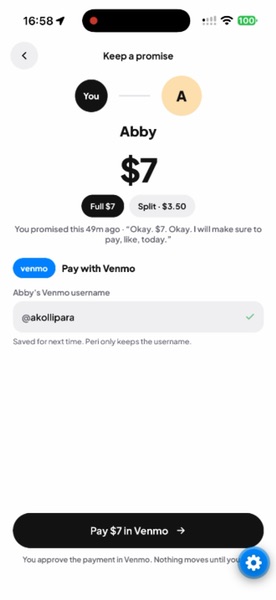 16:58
100
Keep a promise
You
A
Abby
$7
Full $7
Split · $3.50
You promised this 49m ago · "Okay. $7. Okay. I will make sure to
pay, like, today."
venmo Pay with Venmo
Abby's Venmo username
@akollipara
Saved for next time. Peri only keeps the username.
Pay $7 in Venmo →
You approve the payment in Venmo. Nothing moves until